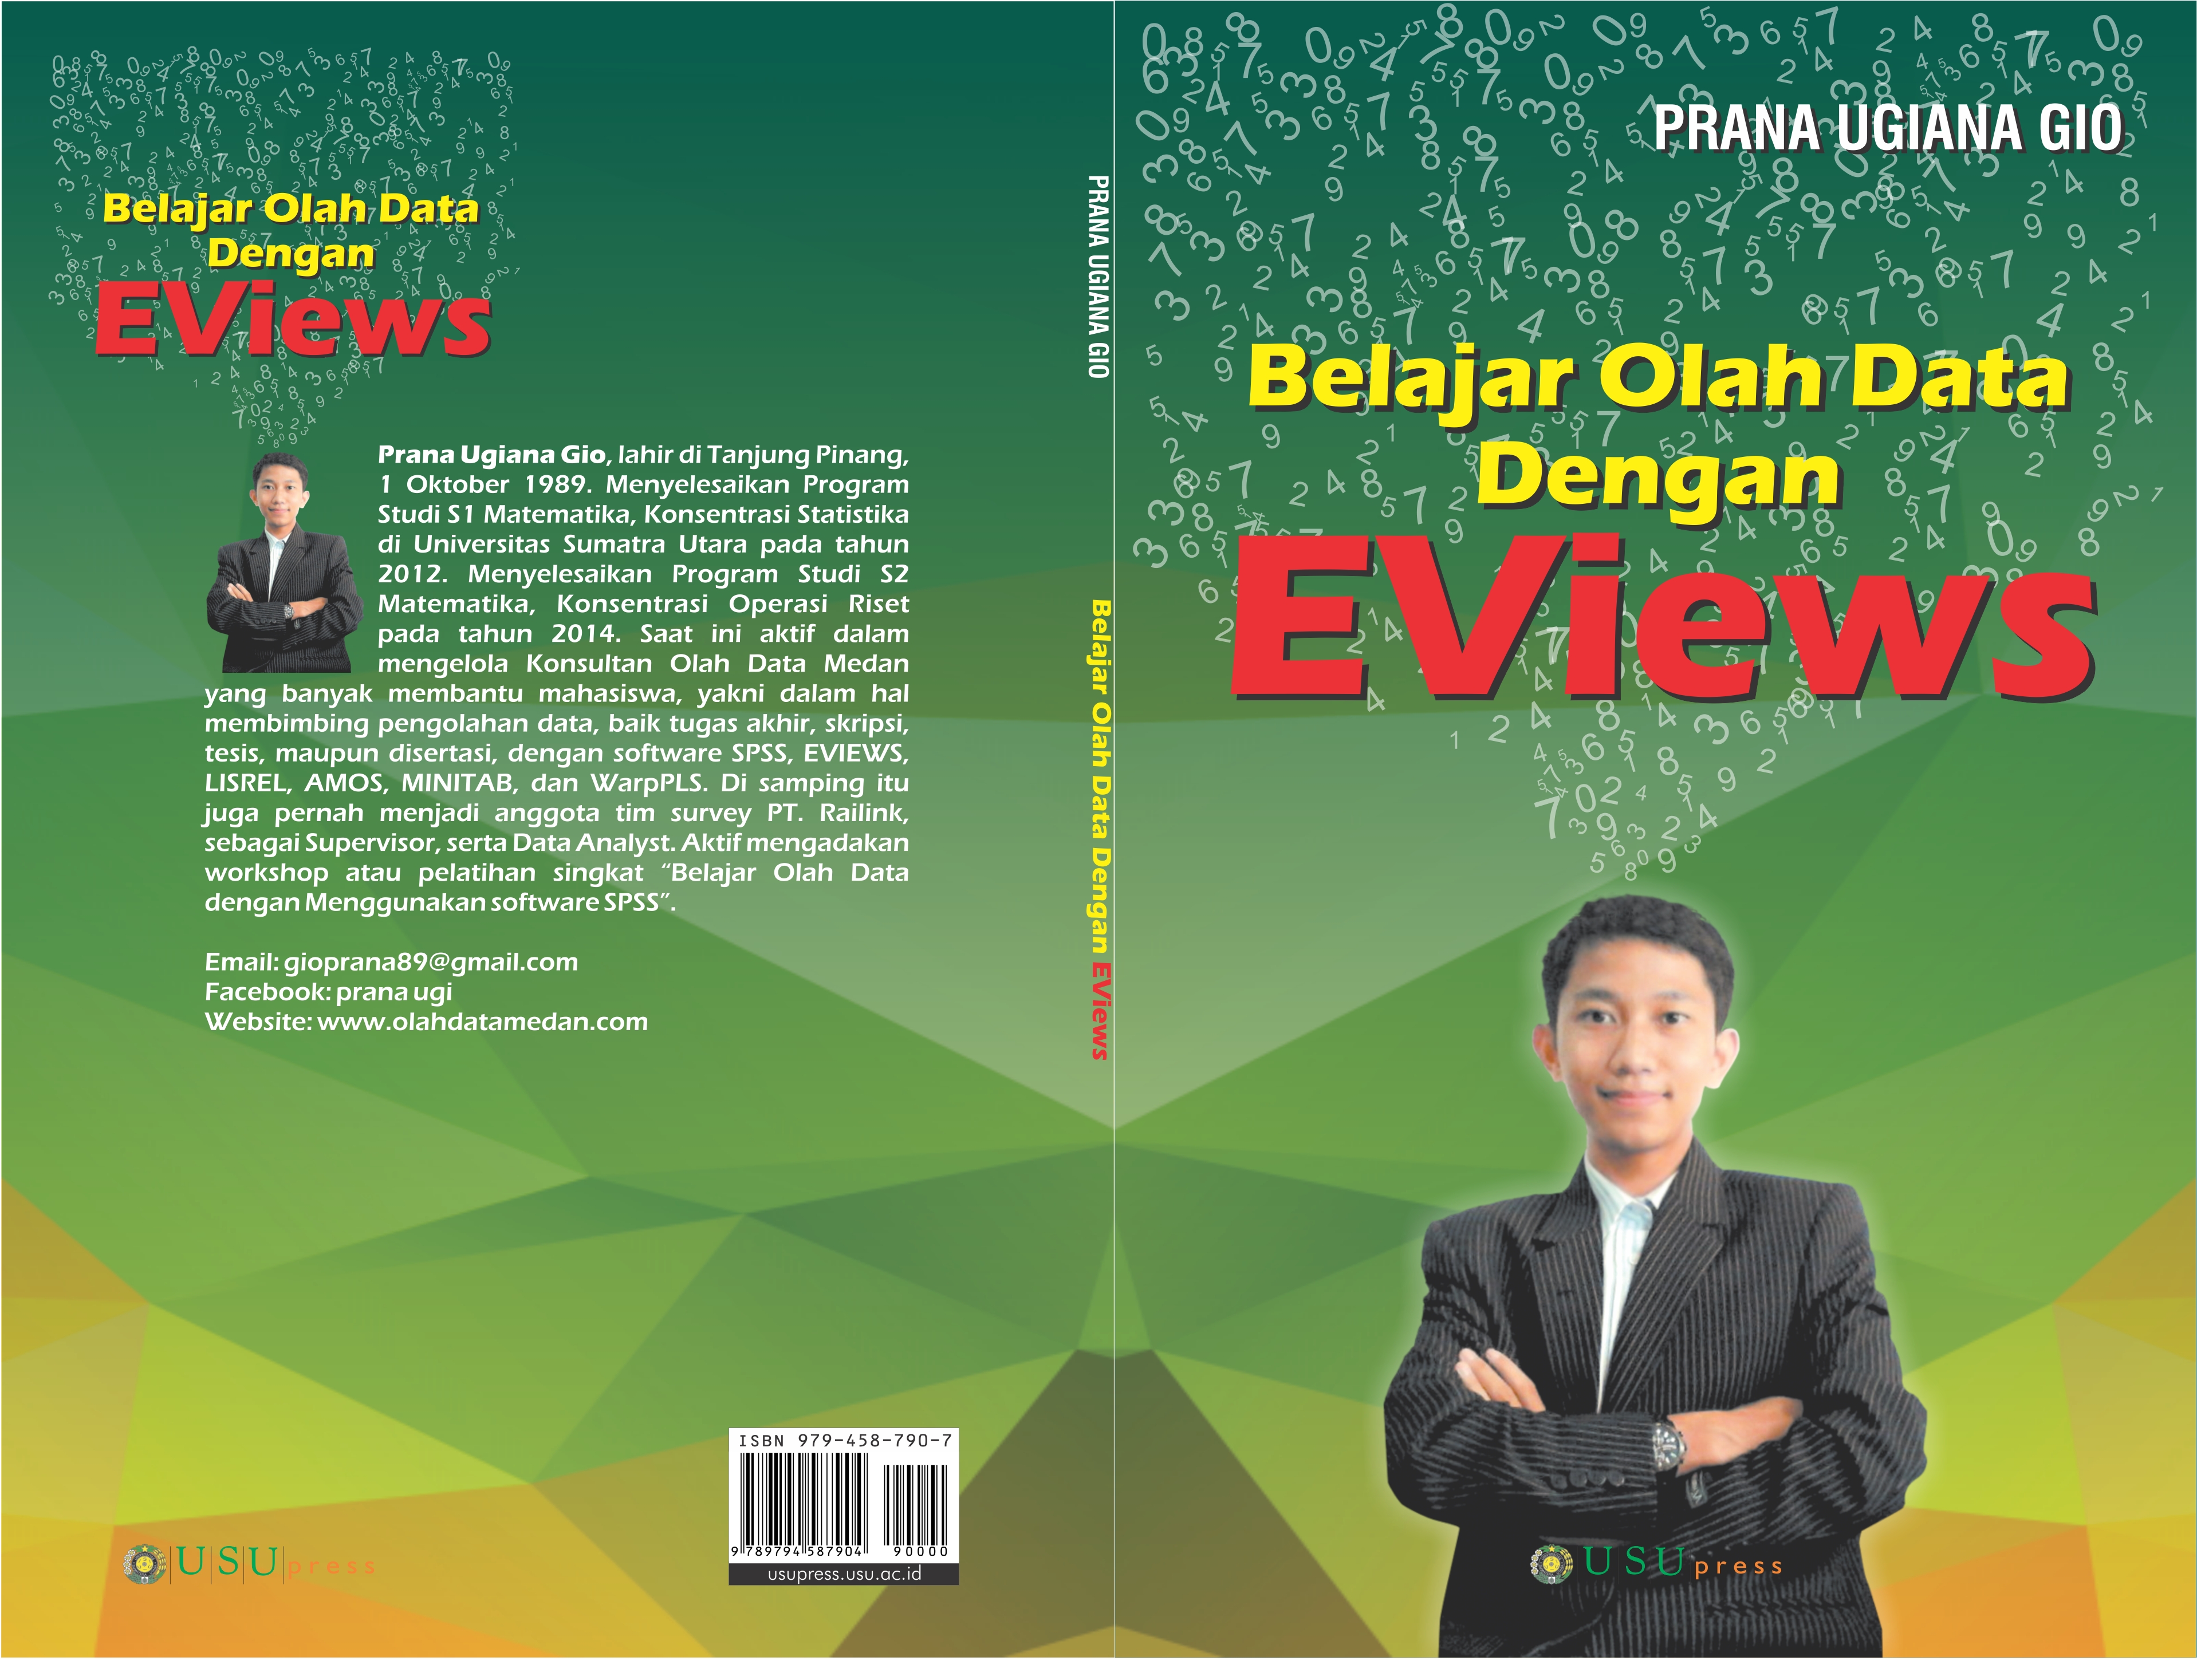 Belajar Olah Data
Dengan
EViews
Prana Ugiana Gio, lahir di Tanjung Pinang,
1 Oktober 1989. Menyelesaikan Program
Studi S1 Matematika, Konsentrasi Statistika
di Universitas Sumatra Utara pada tahun
2012. Menyelesaikan Program Studi S2
Matematika, Konsentrasi Operasi Riset
pada tahun 2014. Saat ini aktif dalam
mengelola Konsultan Olah Data Medan
yang banyak membantu mahasiswa, yakni dalam hal
membimbing pengolahan data, baik tugas akhir, skripsi,
tesis, maupun disertasi, dengan software SPSS, EVIEWS,
LISREL, AMOS, MINITAB, dan WarpPLS. Di samping itu
juga pernah menjadi anggota tim survey PT. Railink,
sebagai Supervisor, serta Data Analyst. Aktif mengadakan
workshop atau pelatihan singkat “Belajar Olah Data
dengan Menggunakan software SPSS”.
Email: gioprana89@gmail.com
Facebook: prana ugi
Website: www.olahdatamedan.com
USU press
ISBN 979-458-790-7
9 789794 587904 90000
usupress.usu.ac.id
PRANA UGIANA GIO
Belajar Olah Data Dengan EViews
PRANA UGIANA GIO
Belajar Olah Data
Dengan
EViews
USU press